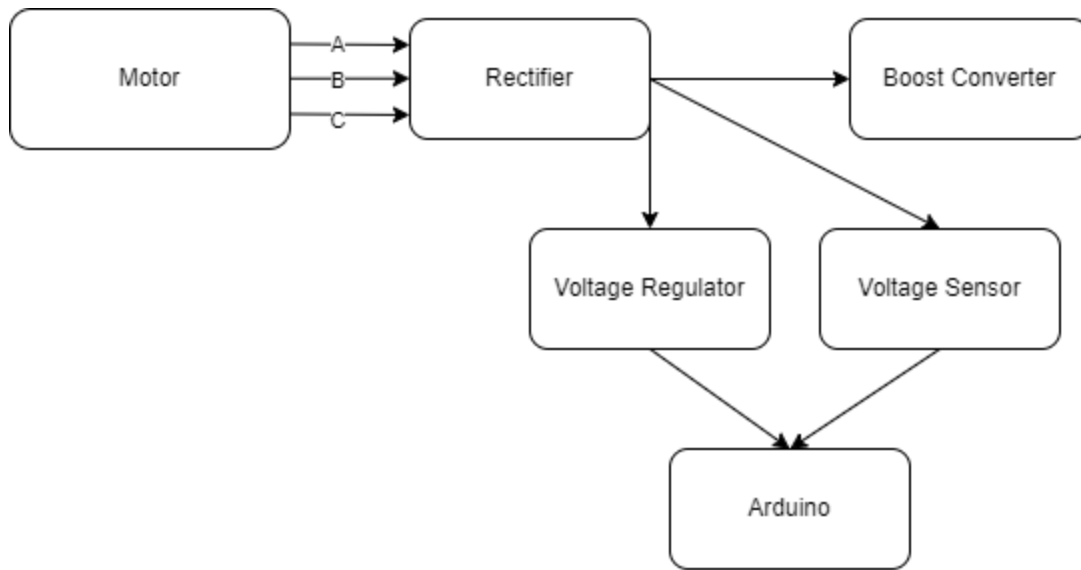 Motor
A
B
C
Rectifier
Boost Converter
Voltage Regulator
Voltage Sensor
Arduino